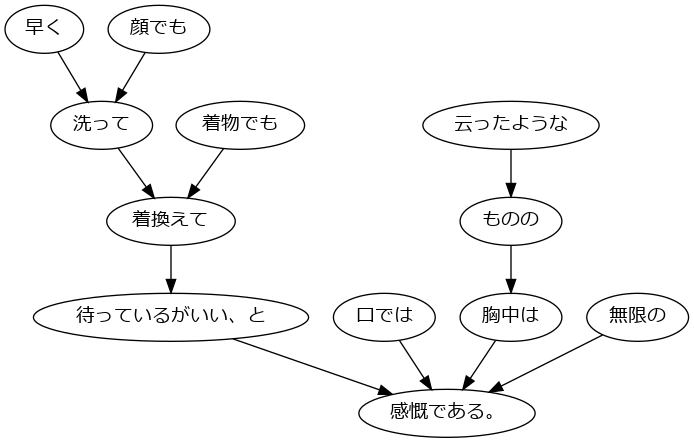 早く 顔でも
洗って 着物でも 云ったような
着換えて ものの
待っているがいい、と 口では 胸中は 無限の
感慨である。